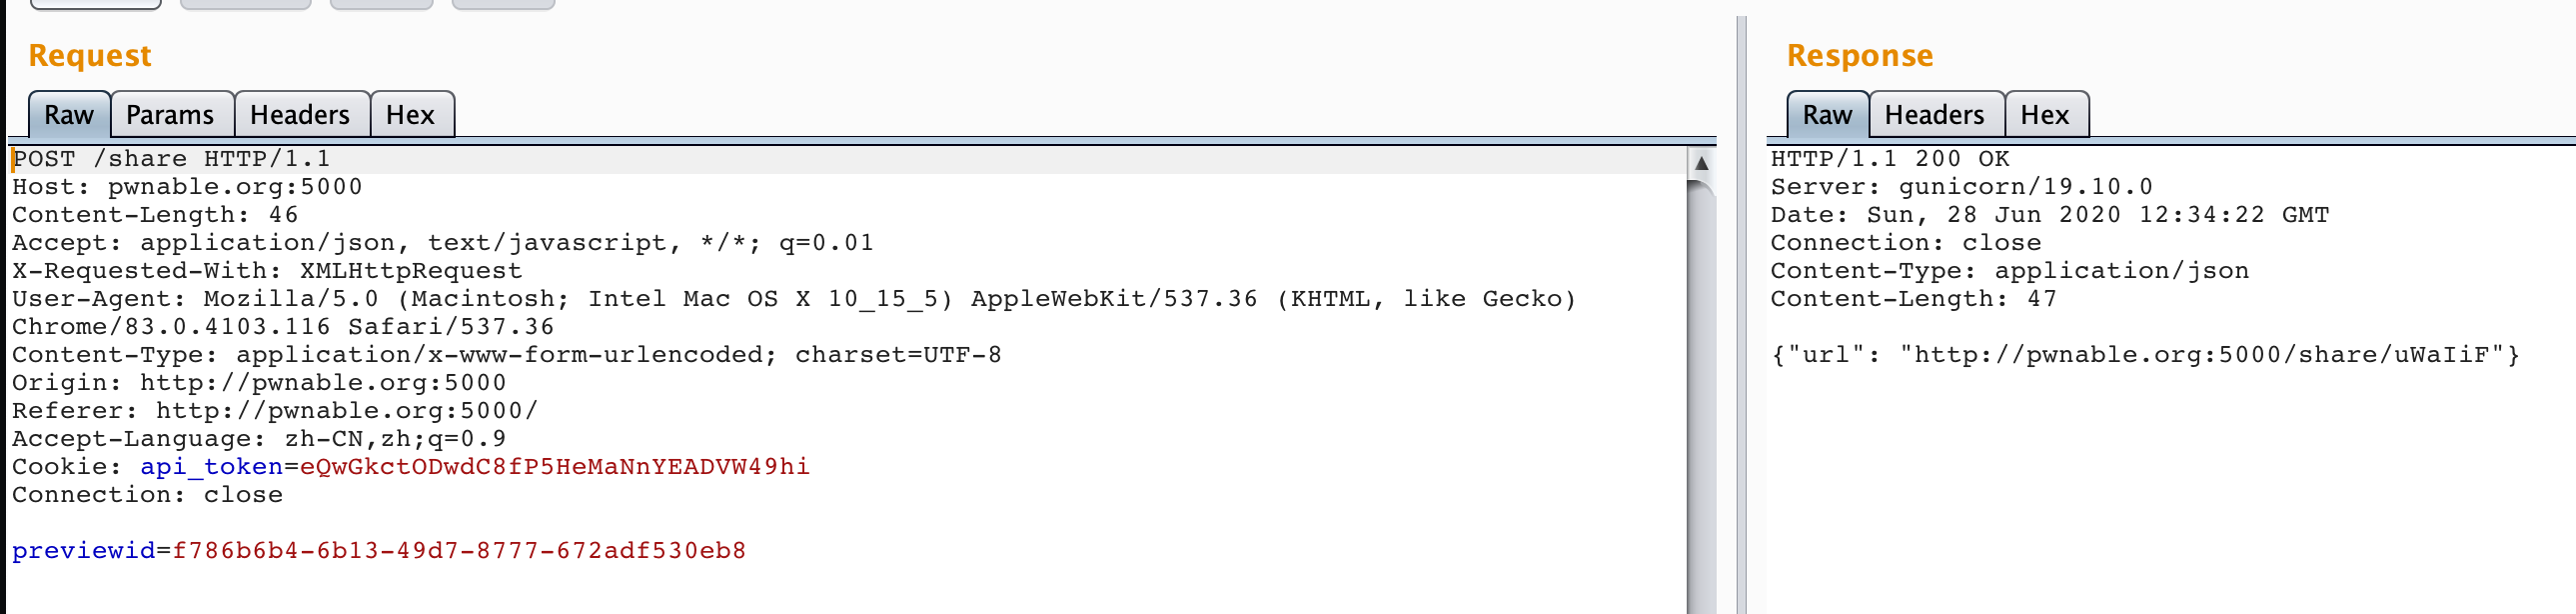 Request
Raw Params Headers Hex
POST /share HTTP/1.1
Host: pwnable.org:5000
Content-Length: 46
Accept: application/json, text/javascript, */*; q=0.01
X-Requested-With: XMLHttpRequest
User-Agent: Mozilla/5.0 (Macintosh; Intel Mac OS X 10_15_5) AppleWebKit/537.36 (KHTML, like Gecko)
Chrome/83.0.4103.116 Safari/537.36
Content-Type: application/x-www-form-urlencoded; charset=UTF-8
Origin: http://pwnable.org:5000
Referer: http://pwnable.org:5000/
Accept-Language: zh-CN,zh;q=0.9
Cookie: api_token=eQwGkctODwdC8fP5HeMaNnYEADVW49hi
Connection: close
previewid=f786b6b4-6b13-49d7-8777-672adf530eb8
Response
Raw Headers Hex
HTTP/1.1 200 OK
Server: gunicorn/19.10.0
Date: Sun, 28 Jun 2020 12:34:22 GMT
Connection: close
Content-Type: application/json
Content-Length: 47
{"url": "http://pwnable.org:5000/share/uWaIiF"}